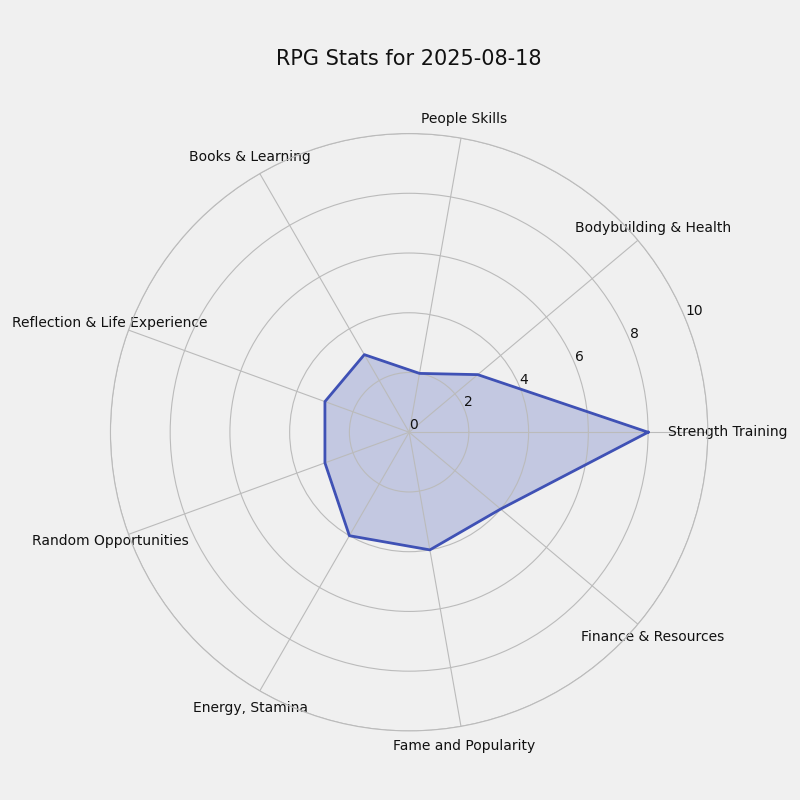 RPG Stats for 2025-08-18
People Skills
Books & Learning
Bodybuilding & Health
10
Reflection & Life Experience
8
6
4
2
0
Strength Training
Random Opportunities
Finance & Resources
Energy, Stamina
Fame and Popularity